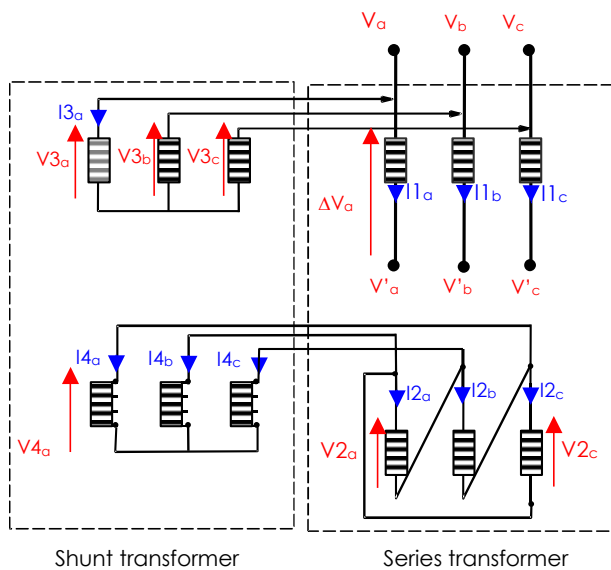 Va Vb Vc
I3a
V3a V3b V3c
ΔVa
I1a I1b I1c
V'a V'b V'c
I4a I4b I4c
V4a
I2a I2b I2c
V2a V2c
Shunt transformer Series transformer